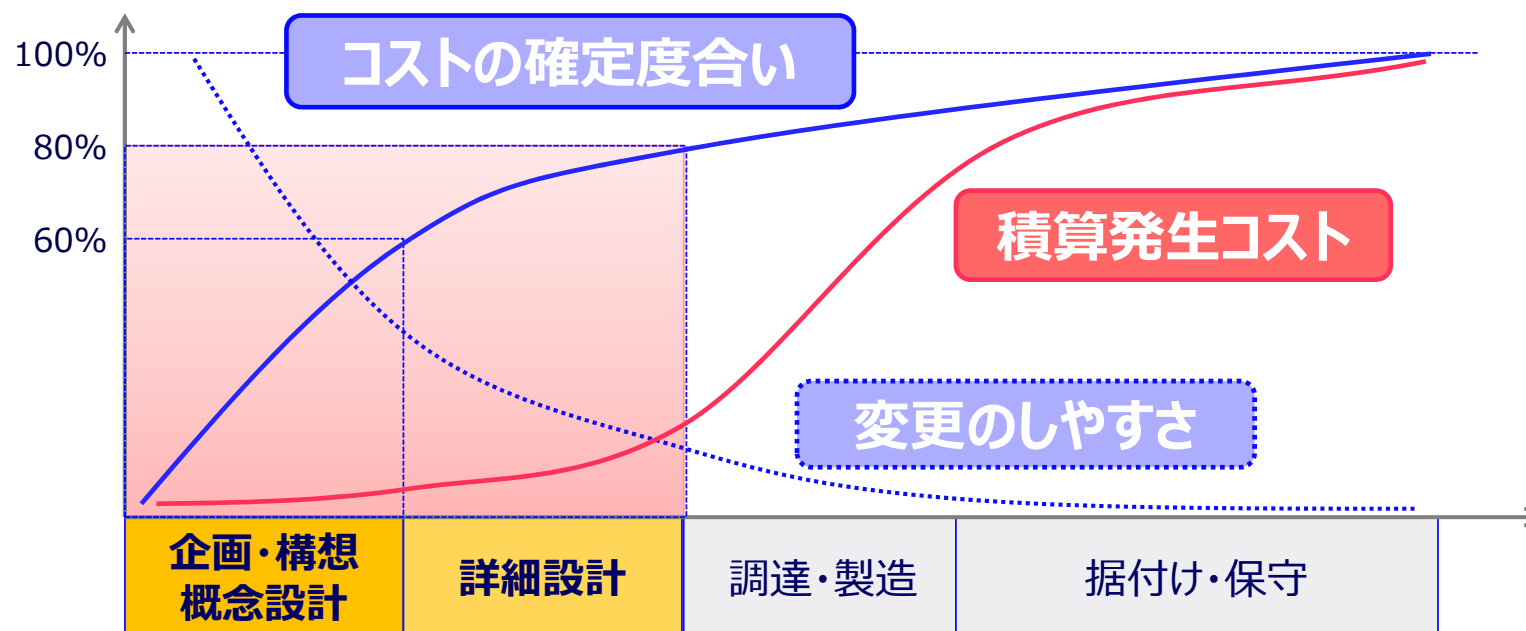 100%
コストの確定度合い
80%
60%
積算発生コスト
変更のしやすさ
企画・構想
概念設計
詳細設計
調達・製造
据付け・保守